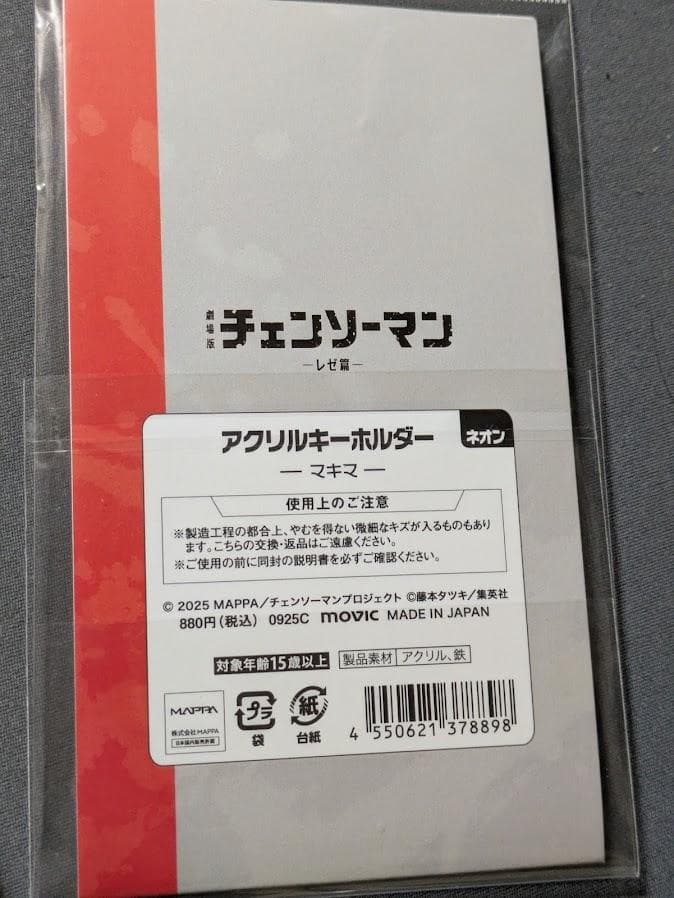 劇場版 チェンソーマン
―レゼ篇―
アクリルキーホルダー ネオン
― マキマ ―
使用上のご注意
※製造工程の都合上、やむを得ない微細なキズが入るものもあり
ます。こちらの交換・返品はご遠慮ください。
※ご使用の前に同封の説明書を必ずご確認ください。
© 2025 MAPPA／チェンソーマンプロジェクト ©藤本タツキ／集英社
880円（税込） 0925C movic MADE IN JAPAN
対象年齢15歳以上 製品素材 アクリル、鉄
MAPPA
株式会社MAPPA
日本国内販売許諾
プラ
袋
紙
台紙
4 550621 378898